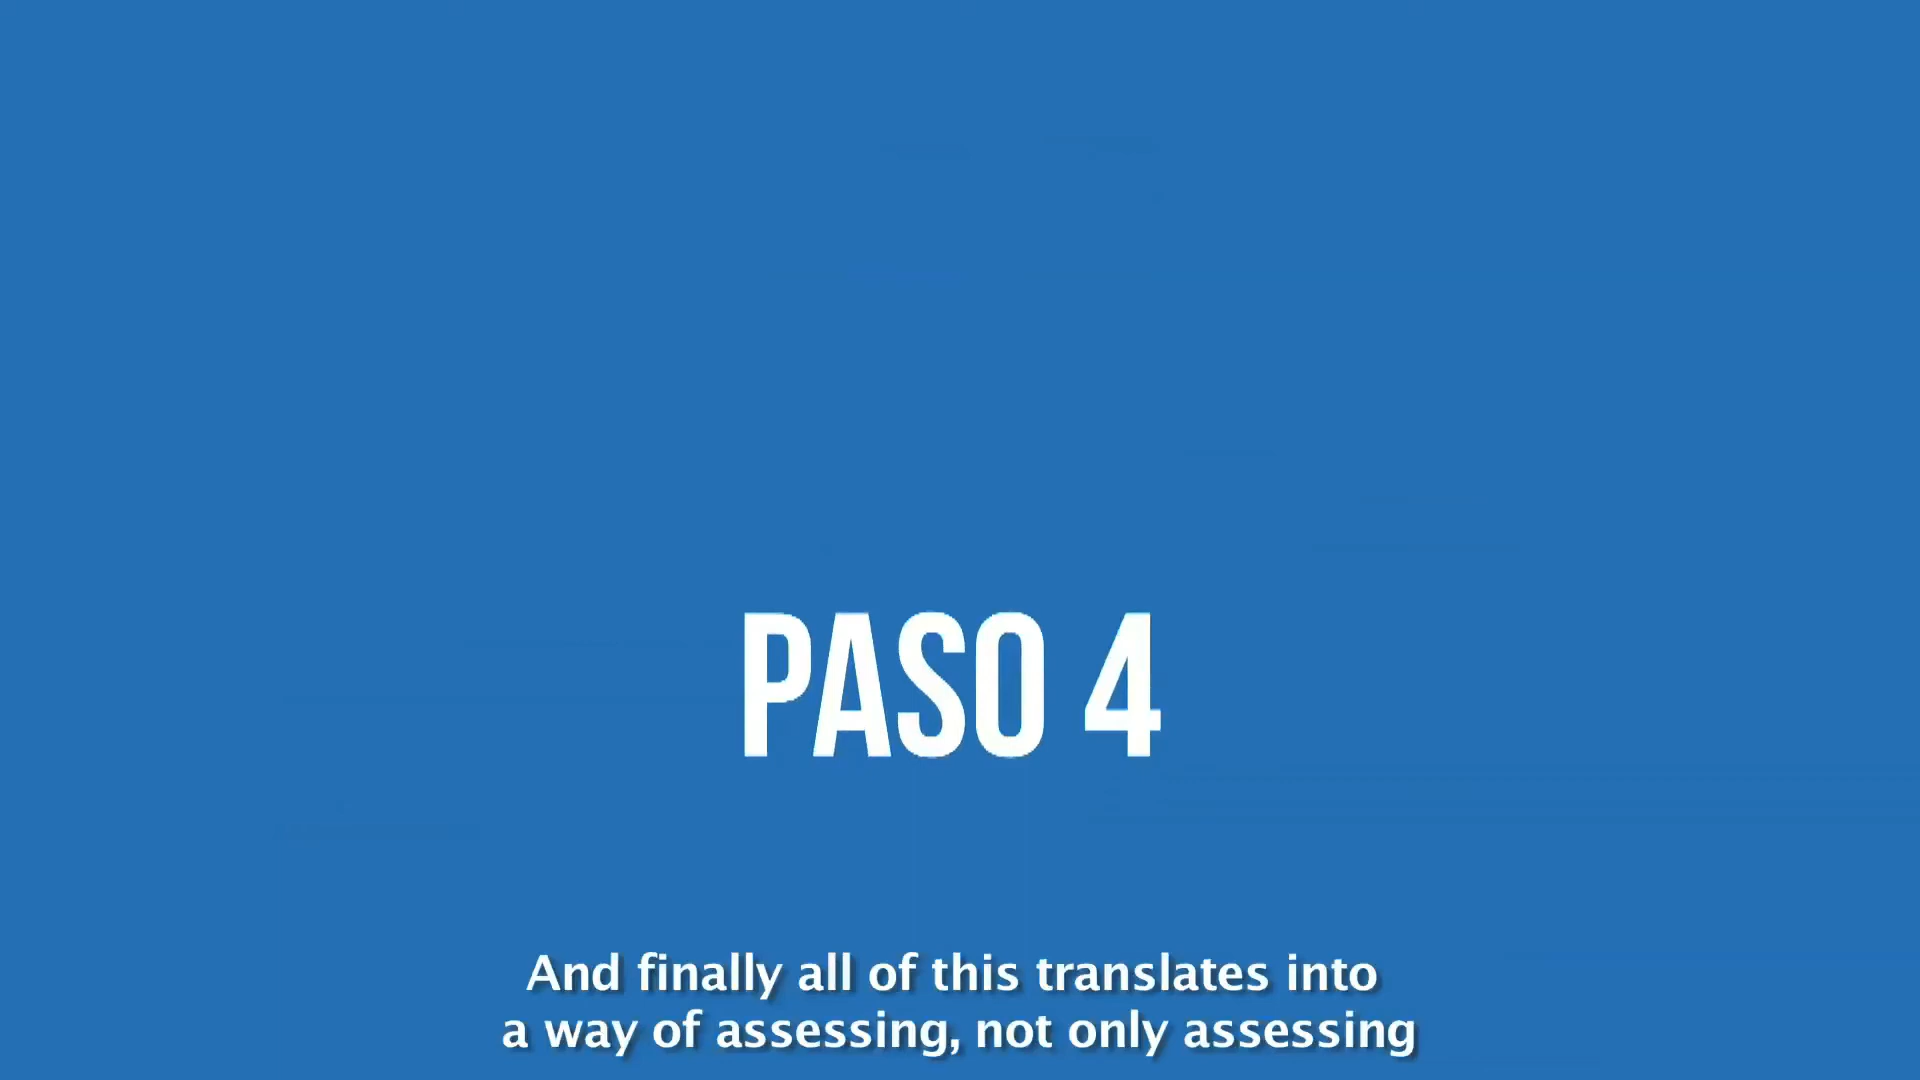 PASO 4
And finally all of this translates into
a way of assessing, not only assessing